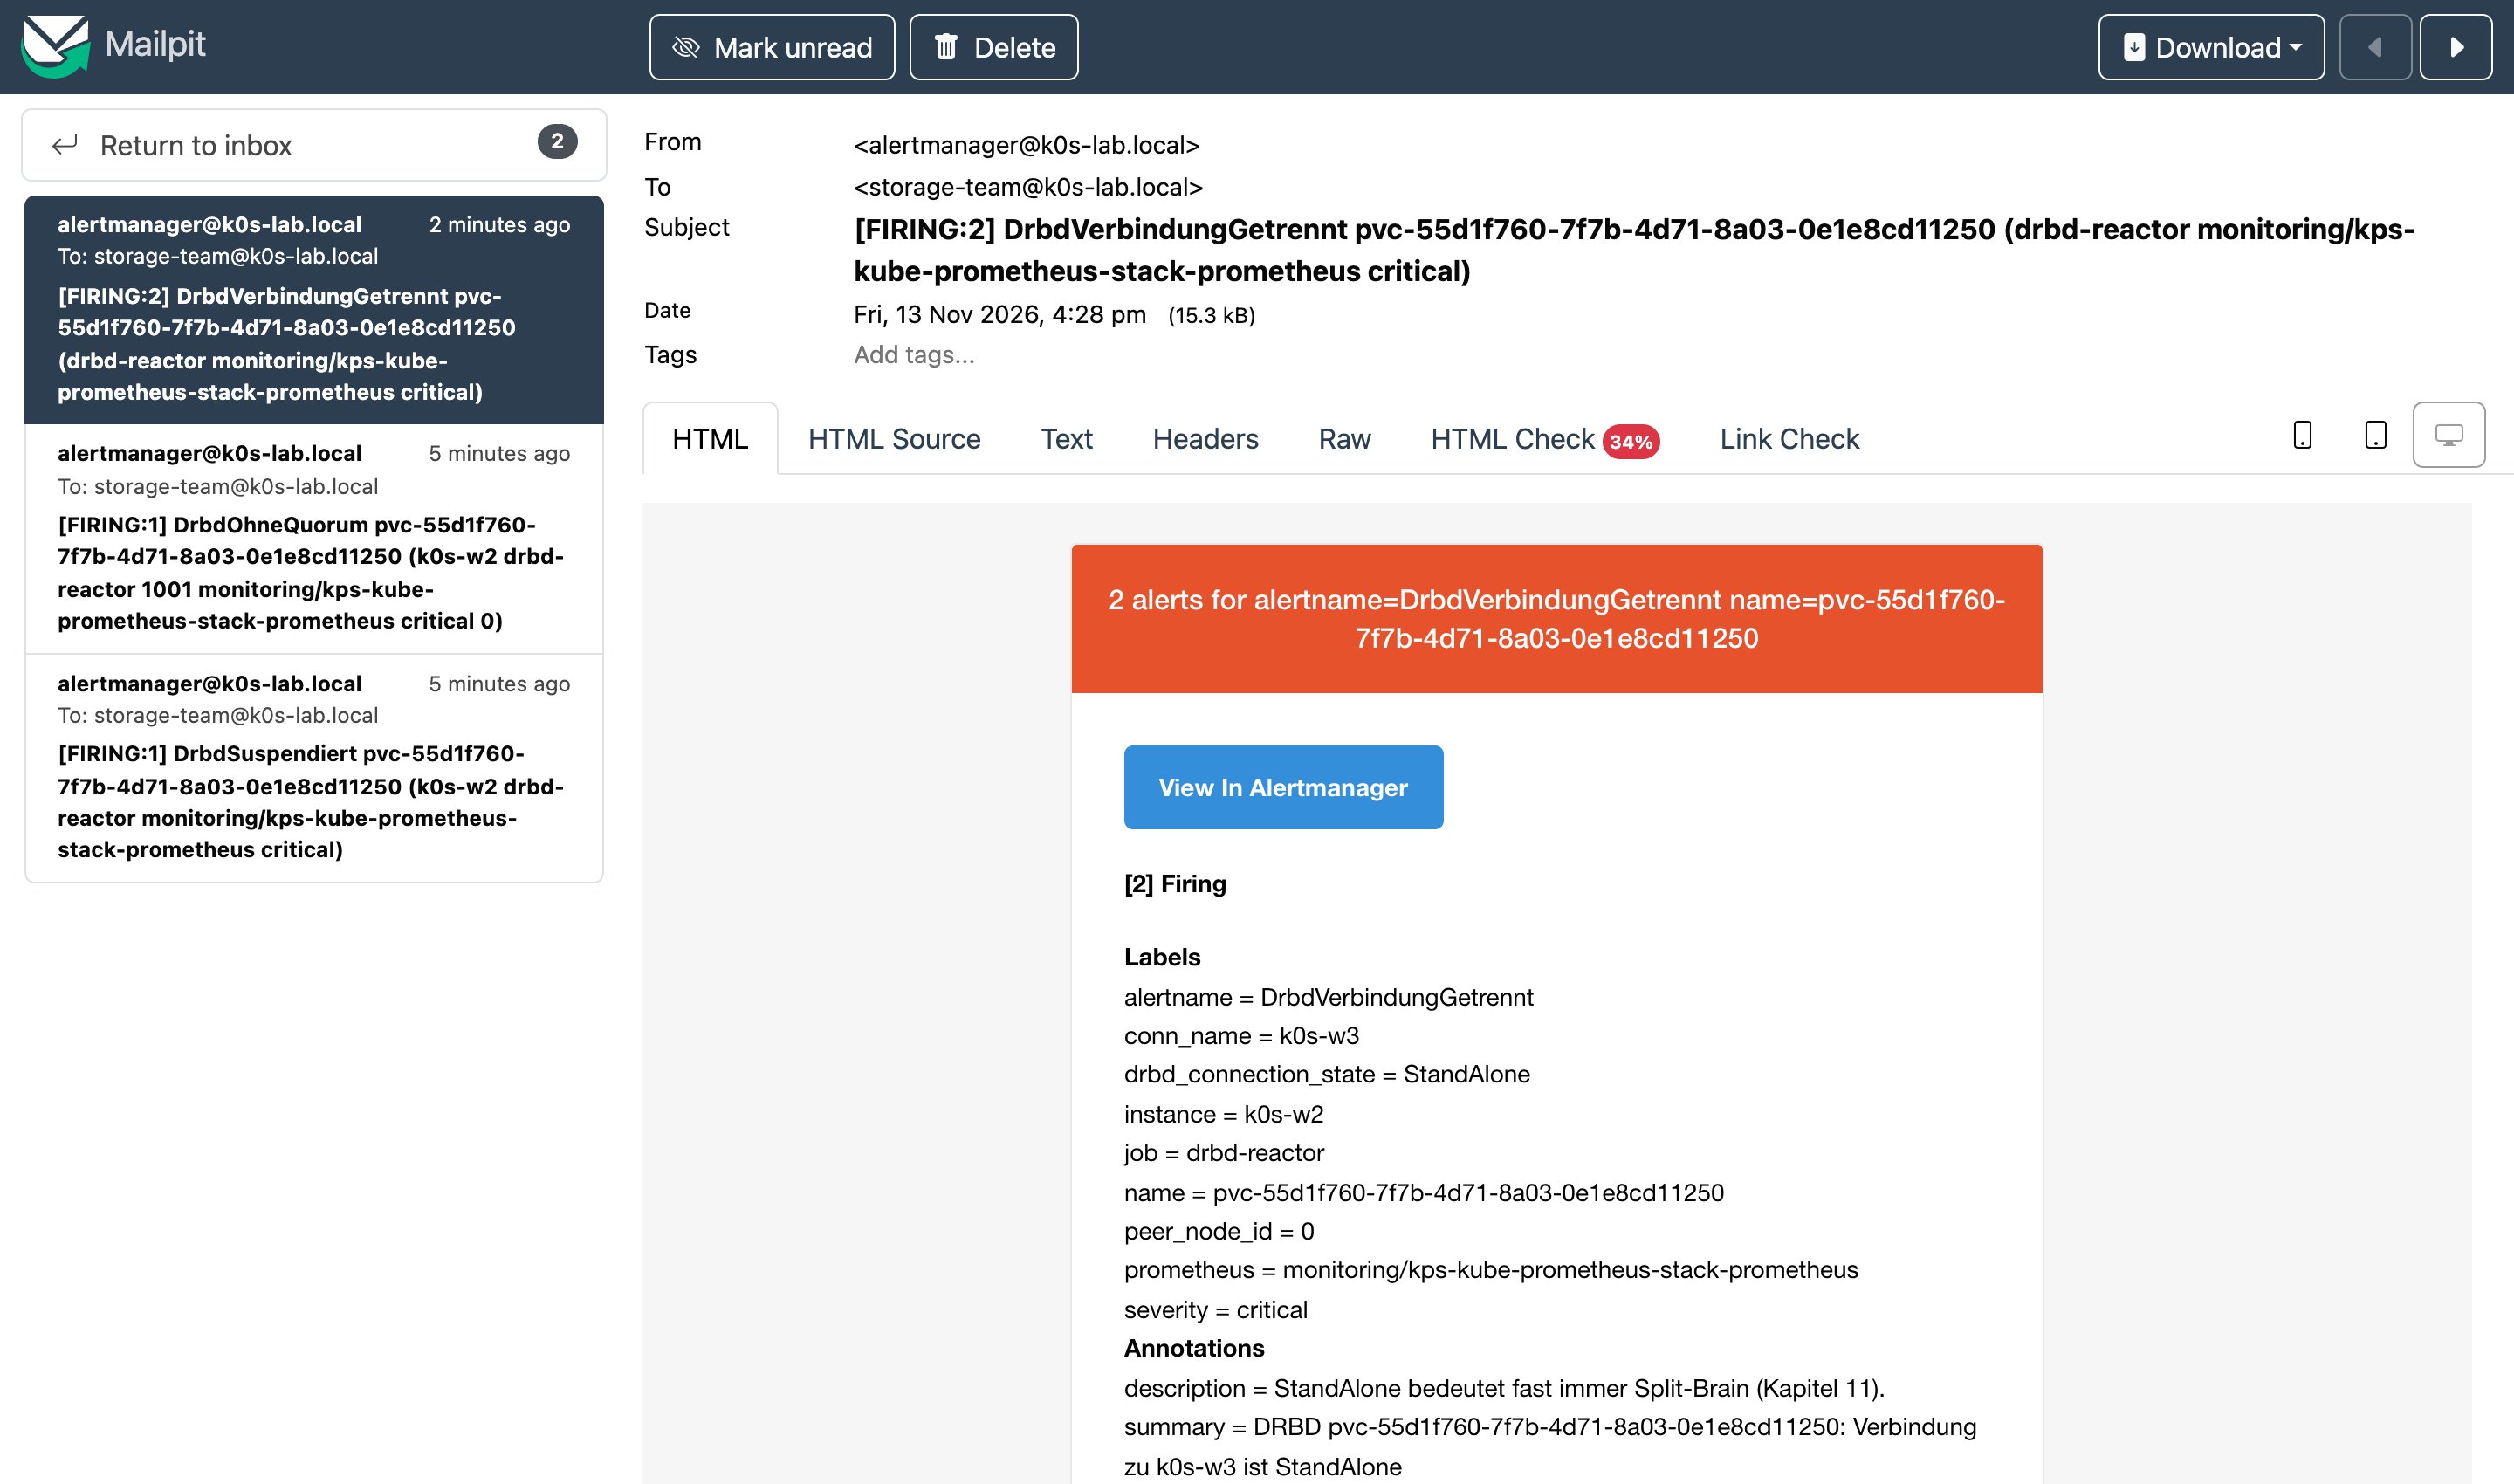 Mailpit
Mark unread
Delete
Download
Return to inbox
2
alertmanager@k0s-lab.local
2 minutes ago
To: storage-team@k0s-lab.local
[FIRING:2] DrbdVerbindungGetrennt pvc-
55d1f760-7f7b-4d71-8a03-0e1e8cd11250
(drbd-reactor monitoring/kps-kube-
prometheus-stack-prometheus critical)
alertmanager@k0s-lab.local
5 minutes ago
To: storage-team@k0s-lab.local
[FIRING:1] DrbdOhneQuorum pvc-55d1f760-
7f7b-4d71-8a03-0e1e8cd11250 (k0s-w2 drbd-
reactor 1001 monitoring/kps-kube-
prometheus-stack-prometheus critical 0)
alertmanager@k0s-lab.local
5 minutes ago
To: storage-team@k0s-lab.local
[FIRING:1] DrbdSuspendiert pvc-55d1f760-
7f7b-4d71-8a03-0e1e8cd11250 (k0s-w2 drbd-
reactor monitoring/kps-kube-prometheus-
stack-prometheus critical)
From
<alertmanager@k0s-lab.local>
To
<storage-team@k0s-lab.local>
Subject
[FIRING:2] DrbdVerbindungGetrennt pvc-55d1f760-7f7b-4d71-8a03-0e1e8cd11250 (drbd-reactor monitoring/kps-
kube-prometheus-stack-prometheus critical)
Date
Fri, 13 Nov 2026, 4:28 pm (15.3 kB)
Tags
Add tags...
HTML
HTML Source
Text
Headers
Raw
HTML Check 34%
Link Check
2 alerts for alertname=DrbdVerbindungGetrennt name=pvc-55d1f760-
7f7b-4d71-8a03-0e1e8cd11250
View In Alertmanager
[2] Firing
Labels
alertname = DrbdVerbindungGetrennt
conn_name = k0s-w3
drbd_connection_state = StandAlone
instance = k0s-w2
job = drbd-reactor
name = pvc-55d1f760-7f7b-4d71-8a03-0e1e8cd11250
peer_node_id = 0
prometheus = monitoring/kps-kube-prometheus-stack-prometheus
severity = critical
Annotations
description = StandAlone bedeutet fast immer Split-Brain (Kapitel 11).
summary = DRBD pvc-55d1f760-7f7b-4d71-8a03-0e1e8cd11250: Verbindung
zu k0s-w3 ist StandAlone